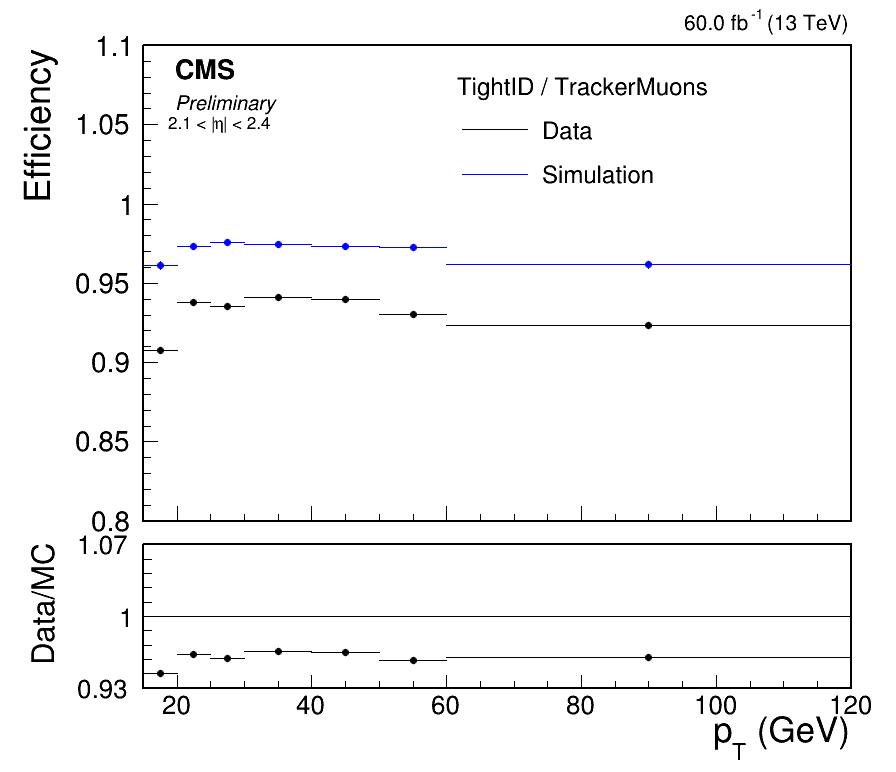 60.0 fb-1 (13 TeV)
1.1
CMS
Preliminary
2.1 < |η| < 2.4
TightID / TrackerMuons
Data
Simulation
Efficiency
1.05
1
0.95
0.9
0.85
0.8
1.07
Data/MC
1
0.93
20 40 60 80 100 120
pT (GeV)